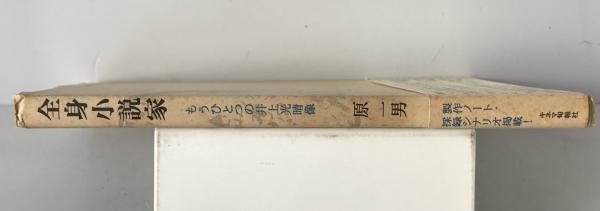 全身小説家
もうひとつの井上光晴像
原一男
製作ノート・
採録シナリオ掲載!
キネマ旬報社